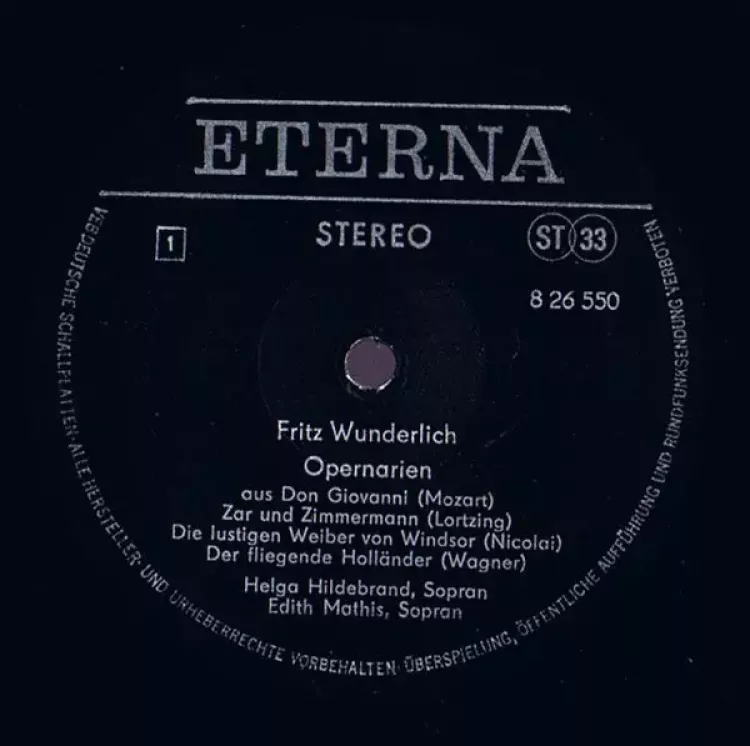 ETERNA
1
STEREO
ST 33
8 26 550
Fritz Wunderlich
Opernarien
aus Don Giovanni (Mozart)
Zar und Zimmermann (Lortzing)
Die lustigen Weiber von Windsor (Nicolai)
Der fliegende Holländer (Wagner)
Helga Hildebrand, Sopran
Edith Mathis, Sopran
VEB DEUTSCHE SCHALLPLATTEN · ALLE HERSTELLER- UND URHEBERRECHTE VORBEHALTEN · ÜBERSPIELUNG, ÖFFENTLICHE AUFFÜHRUNG UND RUNDFUNKSENDUNG VERBOTEN